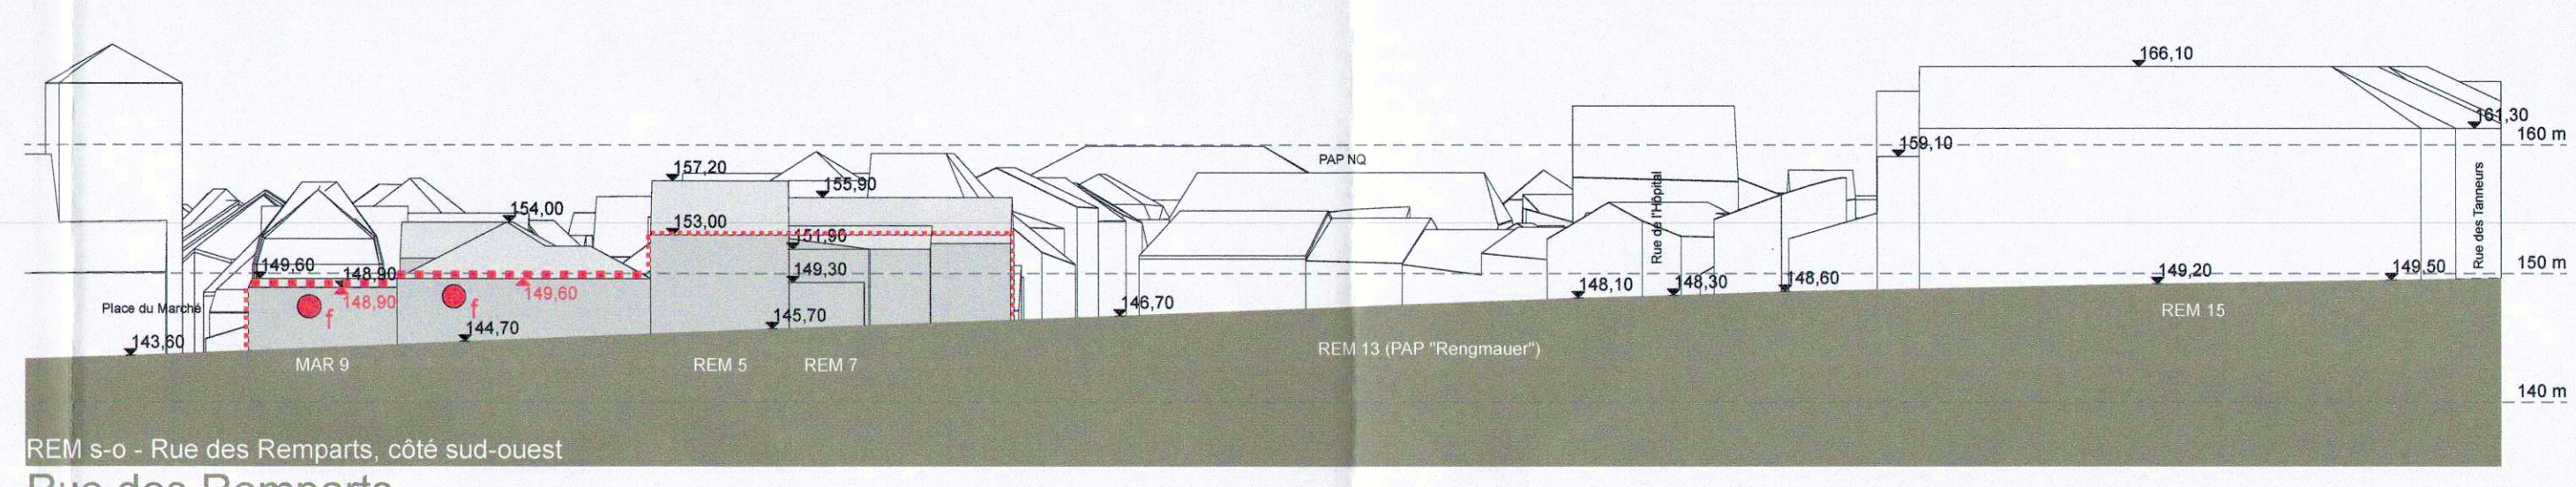 166,10
161,30
160 m
159,10
PAP NQ
157,20
155,90
154,00
153,00
151,90
Rue de l'Hôpital
Rue des Tanneurs
149,60
148,90
149,30
150 m
149,20
149,50
148,10
148,30
148,60
148,90
149,60
f
f
Place du Marché
146,70
145,70
144,70
143,60
REM 15
MAR 9
REM 5
REM 7
REM 13 (PAP "Rengmauer")
140 m
REM s-o - Rue des Remparts, côté sud-ouest
Rue des Remparts